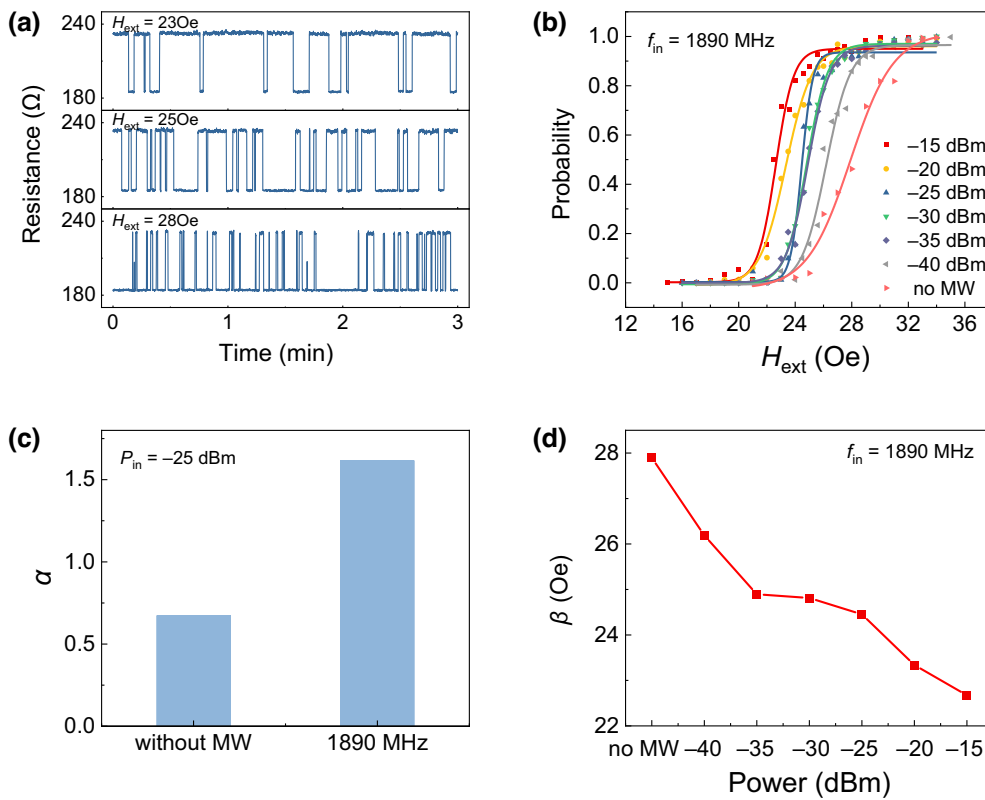 (a)
240
H_ext = 23Oe
180
240
H_ext = 25Oe
180
240
H_ext = 28Oe
180
Resistance (Ω)
0 1 2 3
Time (min)
(b)
f_in = 1890 MHz
1.0
0.8
0.6
0.4
0.2
0.0
Probability
–15 dBm
–20 dBm
–25 dBm
–30 dBm
–35 dBm
–40 dBm
no MW
12 16 20 24 28 32 36
H_ext (Oe)
(c)
P_in = –25 dBm
1.5
1.0
0.5
0.0
α
without MW 1890 MHz
(d)
f_in = 1890 MHz
28
26
24
22
β (Oe)
no MW –40 –35 –30 –25 –20 –15
Power (dBm)